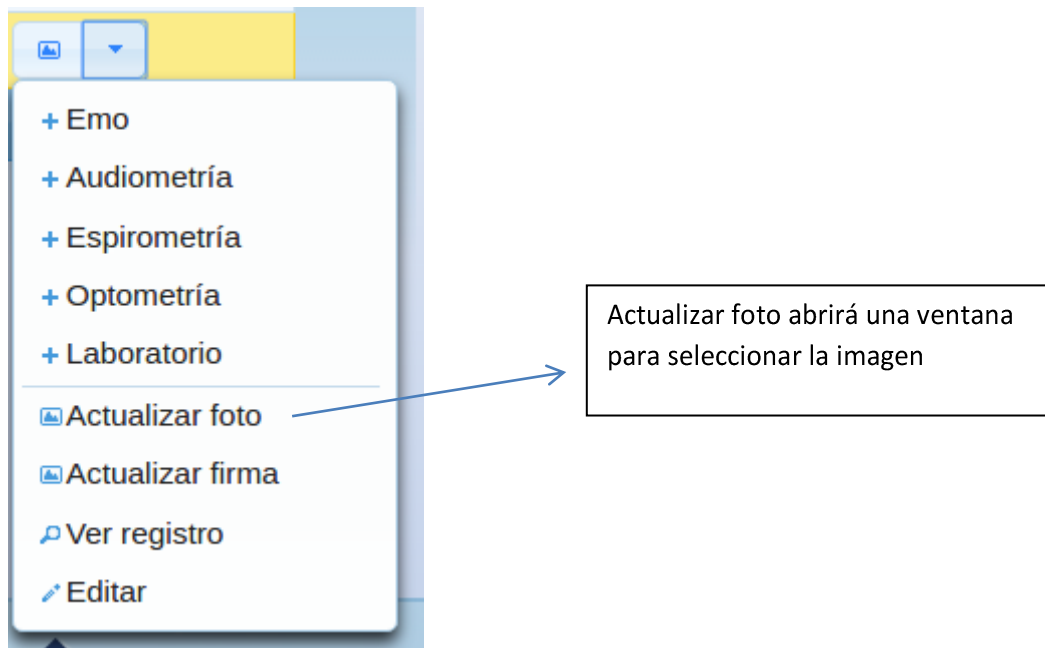 Emo
Audiometría
Espirometría
Optometría
Laboratorio
Actualizar foto
Actualizar firma
Ver registro
Editar
Actualizar foto abrirá una ventana
para seleccionar la imagen